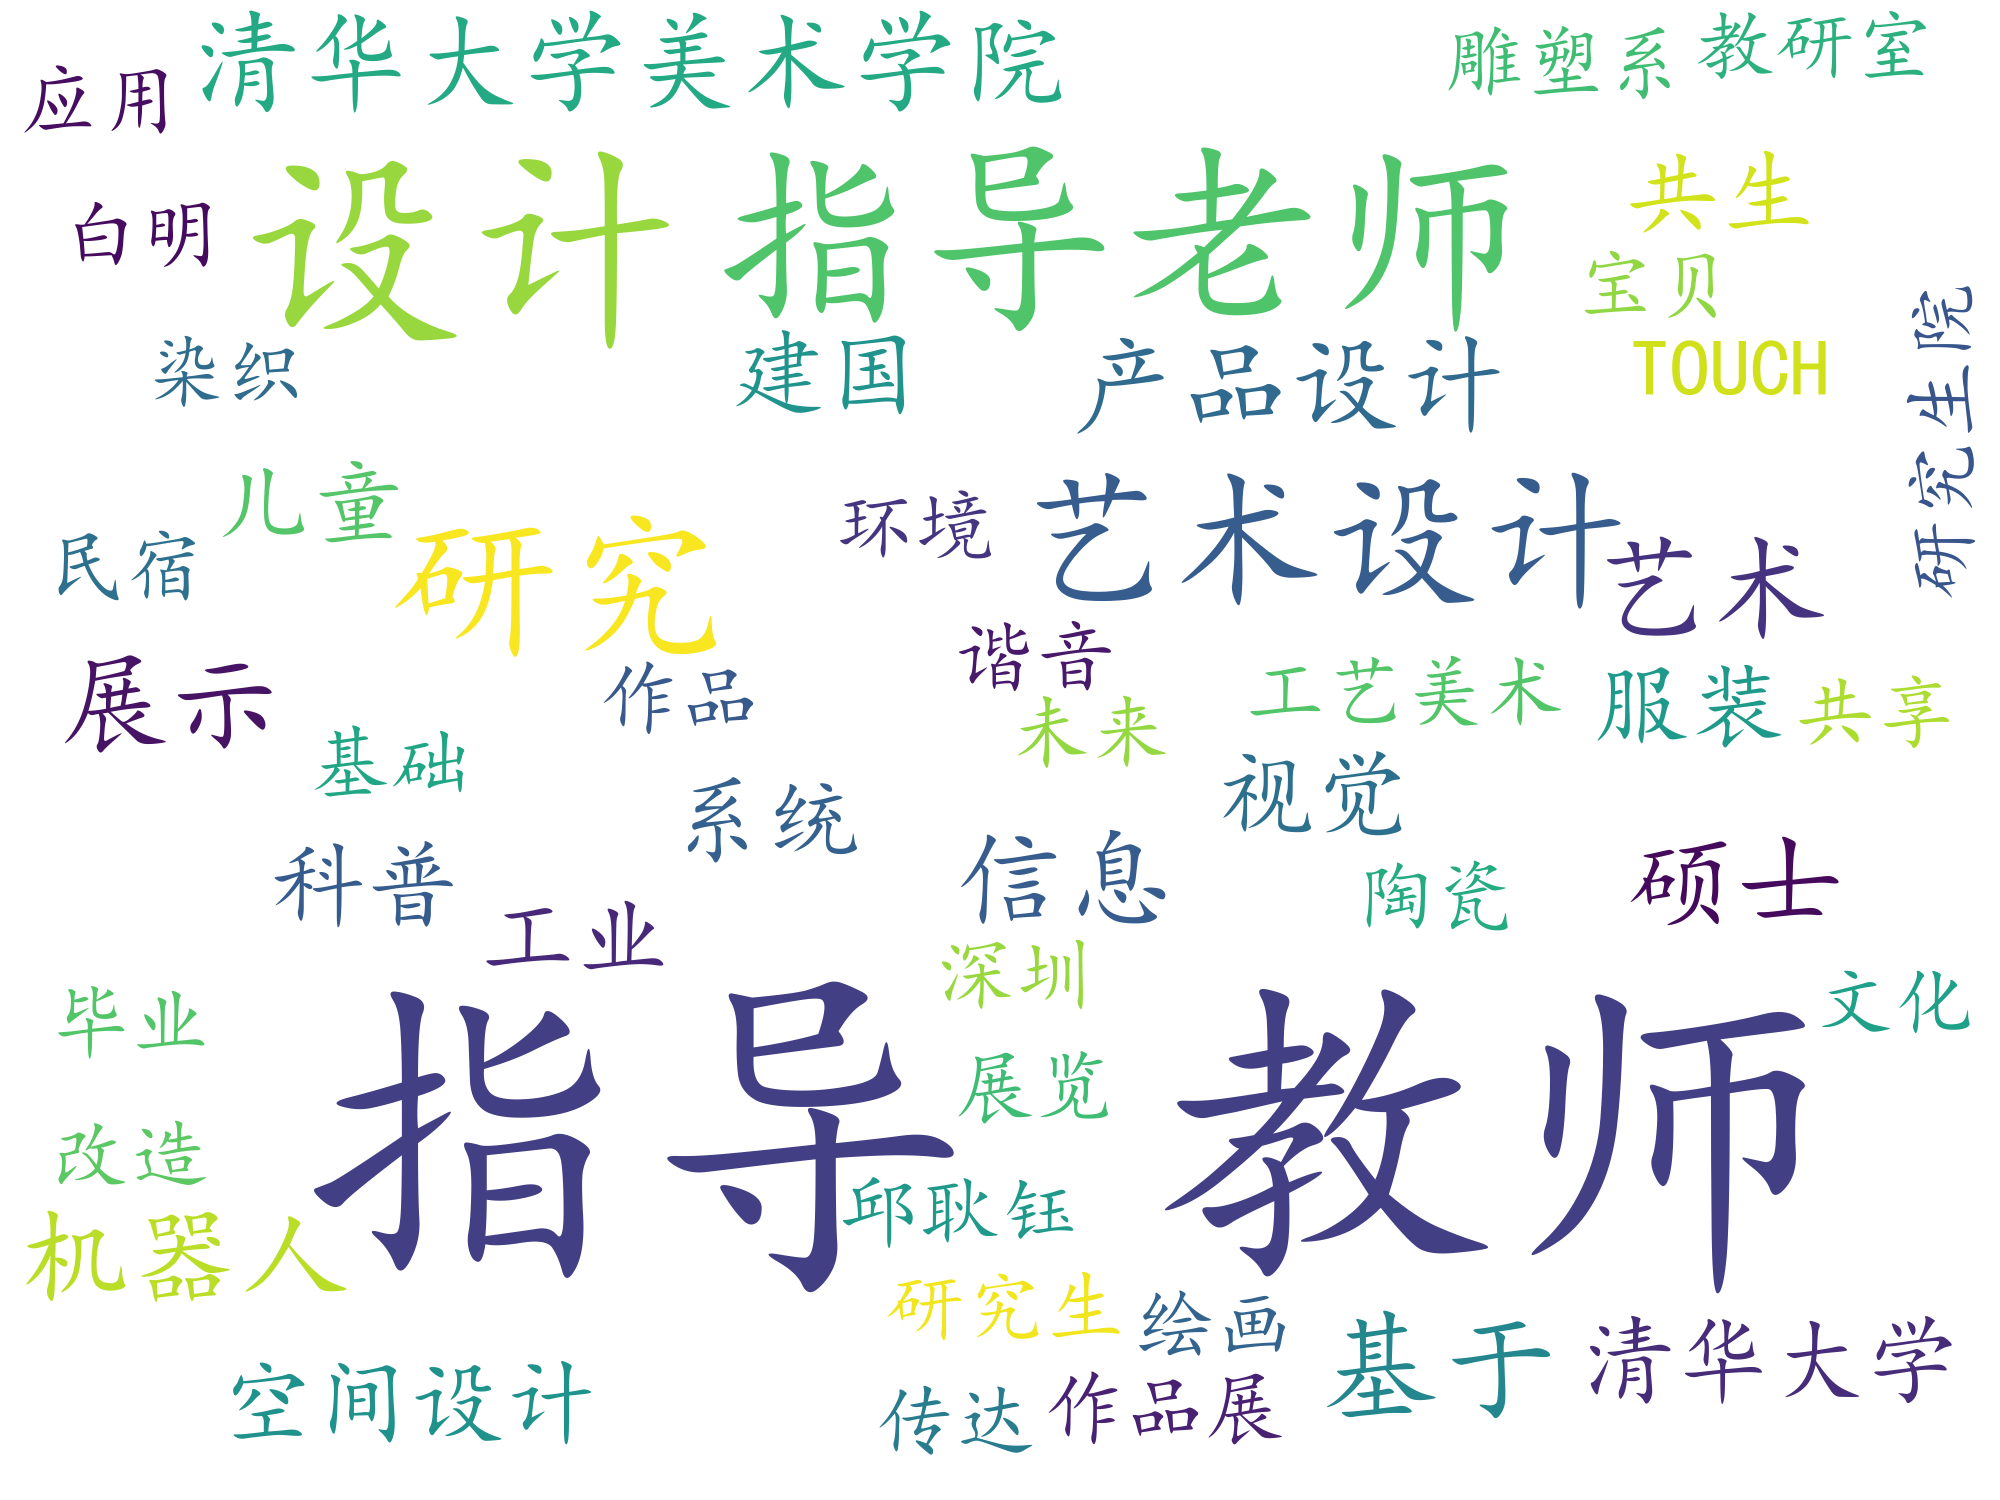 清华大学美术学院
雕塑系
教研室
应用
白明
设计
指导老师
共生
宝贝
染织
建国
产品设计
TOUCH
研究生院
儿童
民宿
研究
环境
艺术设计
艺术
展示
作品
谐音
未来
工艺美术
服装
共享
基础
系统
视觉
科普
信息
陶瓷
硕士
工业
深圳
毕业
指导教师
文化
展览
改造
邱耿钰
机器人
研究生
绘画
基于
清华大学
空间设计
传达
作品展